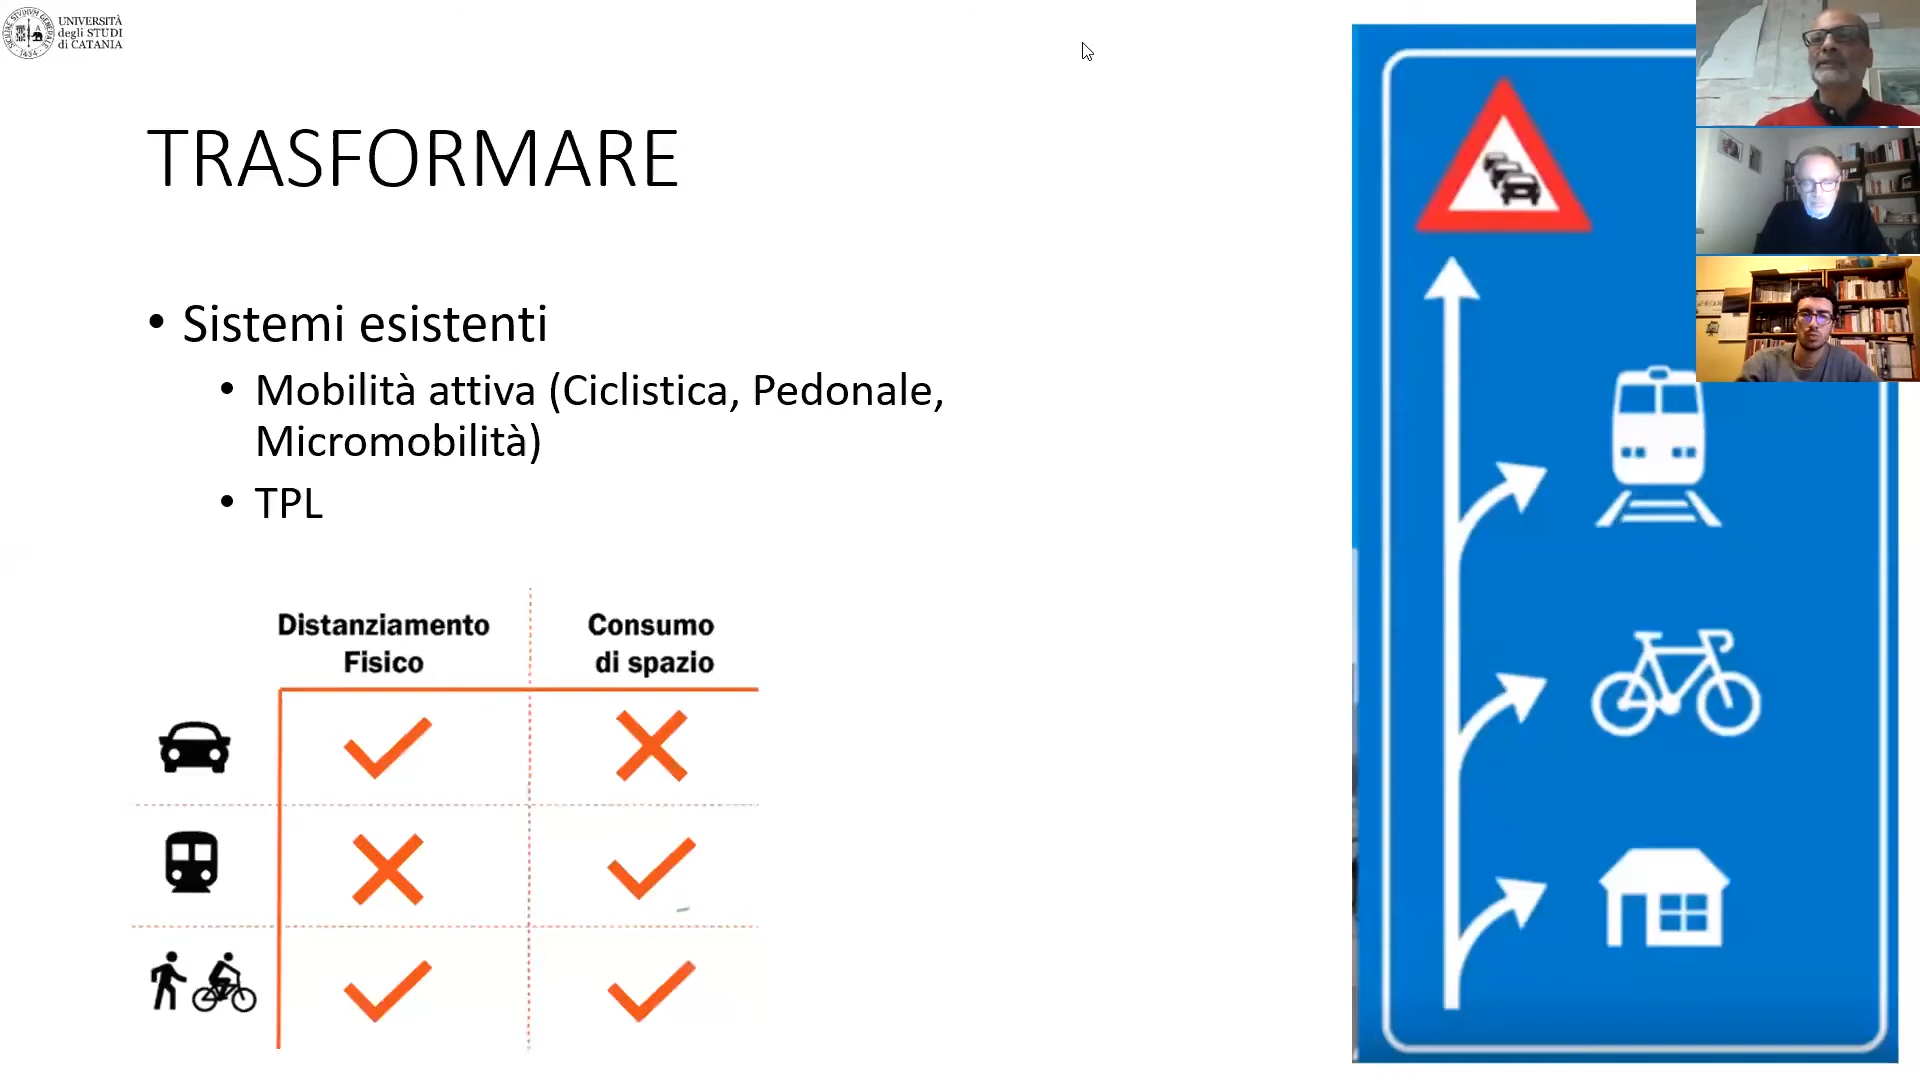 UNIVERSITÀ
degli STUDI
di CATANIA
TRASFORMARE
• Sistemi esistenti
• Mobilità attiva (Ciclistica, Pedonale,
Micromobilità)
• TPL
Distanziamento
Fisico
Consumo
di spazio